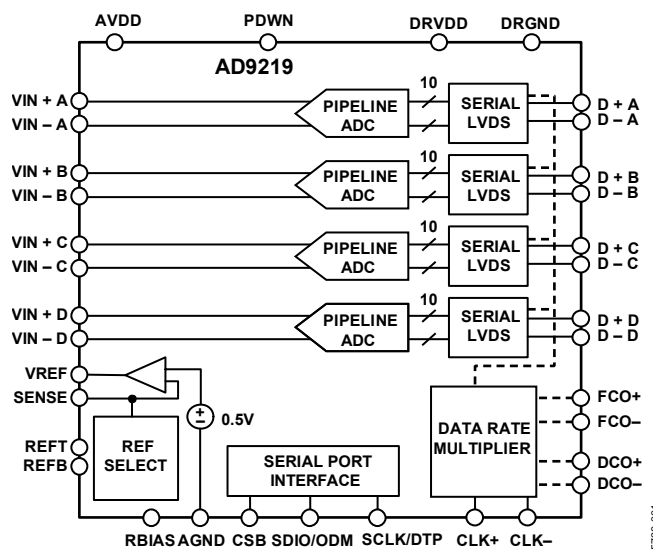 AVDD PDWN DRVDD DRGND
AD9219
VIN + A
VIN – A
PIPELINE
ADC
10
SERIAL
LVDS
D + A
D – A
VIN + B
VIN – B
PIPELINE
ADC
10
SERIAL
LVDS
D + B
D – B
VIN + C
VIN – C
PIPELINE
ADC
10
SERIAL
LVDS
D + C
D – C
VIN + D
VIN – D
PIPELINE
ADC
10
SERIAL
LVDS
D + D
D – D
VREF
SENSE
+
–
0.5V
REFT
REFB
REF
SELECT
SERIAL PORT
INTERFACE
DATA RATE
MULTIPLIER
FCO+
FCO–
DCO+
DCO–
RBIAS AGND CSB SDIO/ODM SCLK/DTP CLK+ CLK–